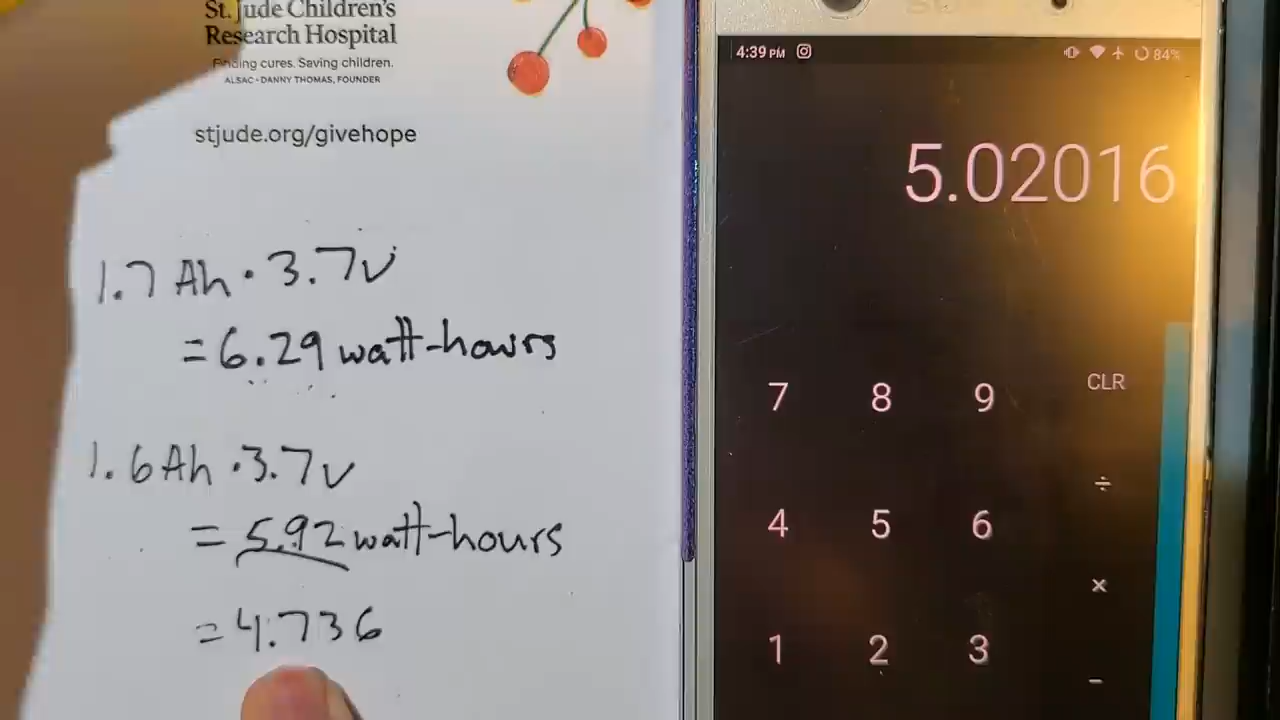 St. Jude Children's
Research Hospital
Finding cures. Saving children.
ALSAC • DANNY THOMAS, FOUNDER
stjude.org/givehope
1.7 Ah · 3.7v
= 6.29 watt-hours
1.6 Ah · 3.7v
= 5.92 watt-hours
= 4.736
4:39 PM 84%
5.02016
7 8 9 CLR
÷
4 5 6
×
1 2 3
−